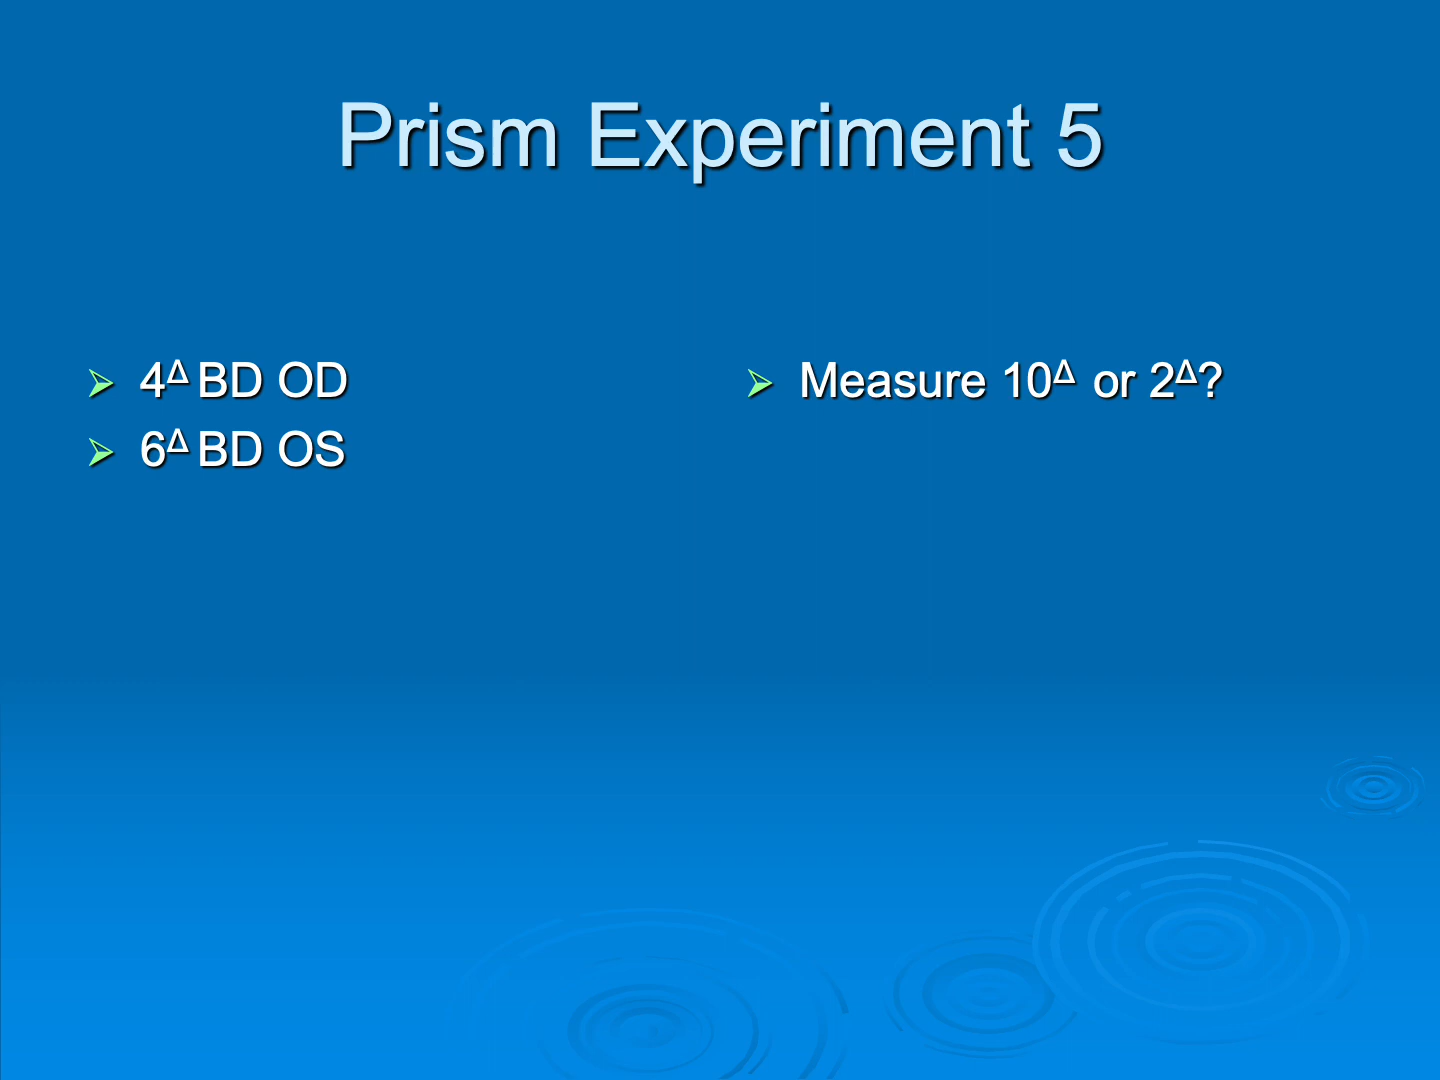 Prism Experiment 5
4Δ BD OD
6Δ BD OS
Measure 10Δ or 2Δ?